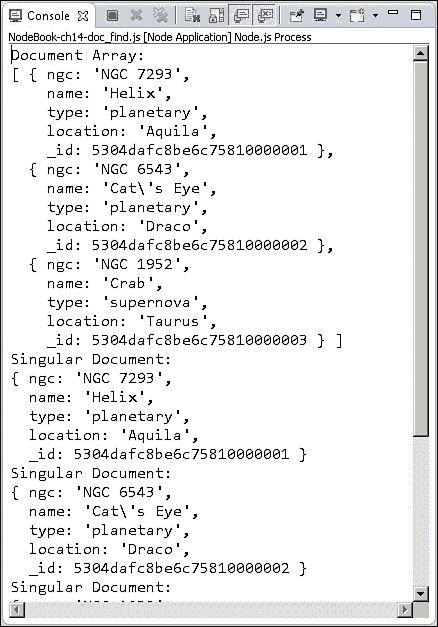 Console
NodeBook-ch14-doc_find.js [Node Application] Node.js Process
Document Array:
[ { ngc: 'NGC 7293',
    name: 'Helix',
    type: 'planetary',
    location: 'Aquila',
    _id: 5304dafc8be6c75810000001 },
  { ngc: 'NGC 6543',
    name: 'Cat\'s Eye',
    type: 'planetary',
    location: 'Draco',
    _id: 5304dafc8be6c75810000002 },
  { ngc: 'NGC 1952',
    name: 'Crab',
    type: 'supernova',
    location: 'Taurus',
    _id: 5304dafc8be6c75810000003 } ]
Singular Document:
{ ngc: 'NGC 7293',
  name: 'Helix',
  type: 'planetary',
  location: 'Aquila',
  _id: 5304dafc8be6c75810000001 }
Singular Document:
{ ngc: 'NGC 6543',
  name: 'Cat\'s Eye',
  type: 'planetary',
  location: 'Draco',
  _id: 5304dafc8be6c75810000002 }
Singular Document: